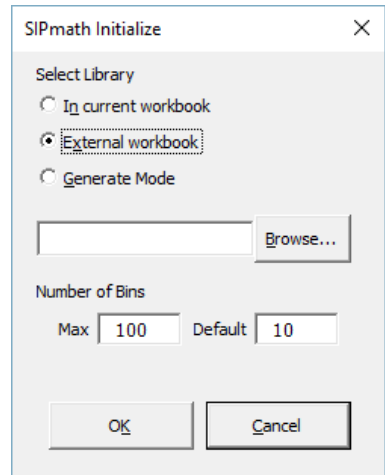 SIPmath Initialize
Select Library
In current workbook
External workbook
Generate Mode
Browse...
Number of Bins
Max 100 Default 10
OK Cancel